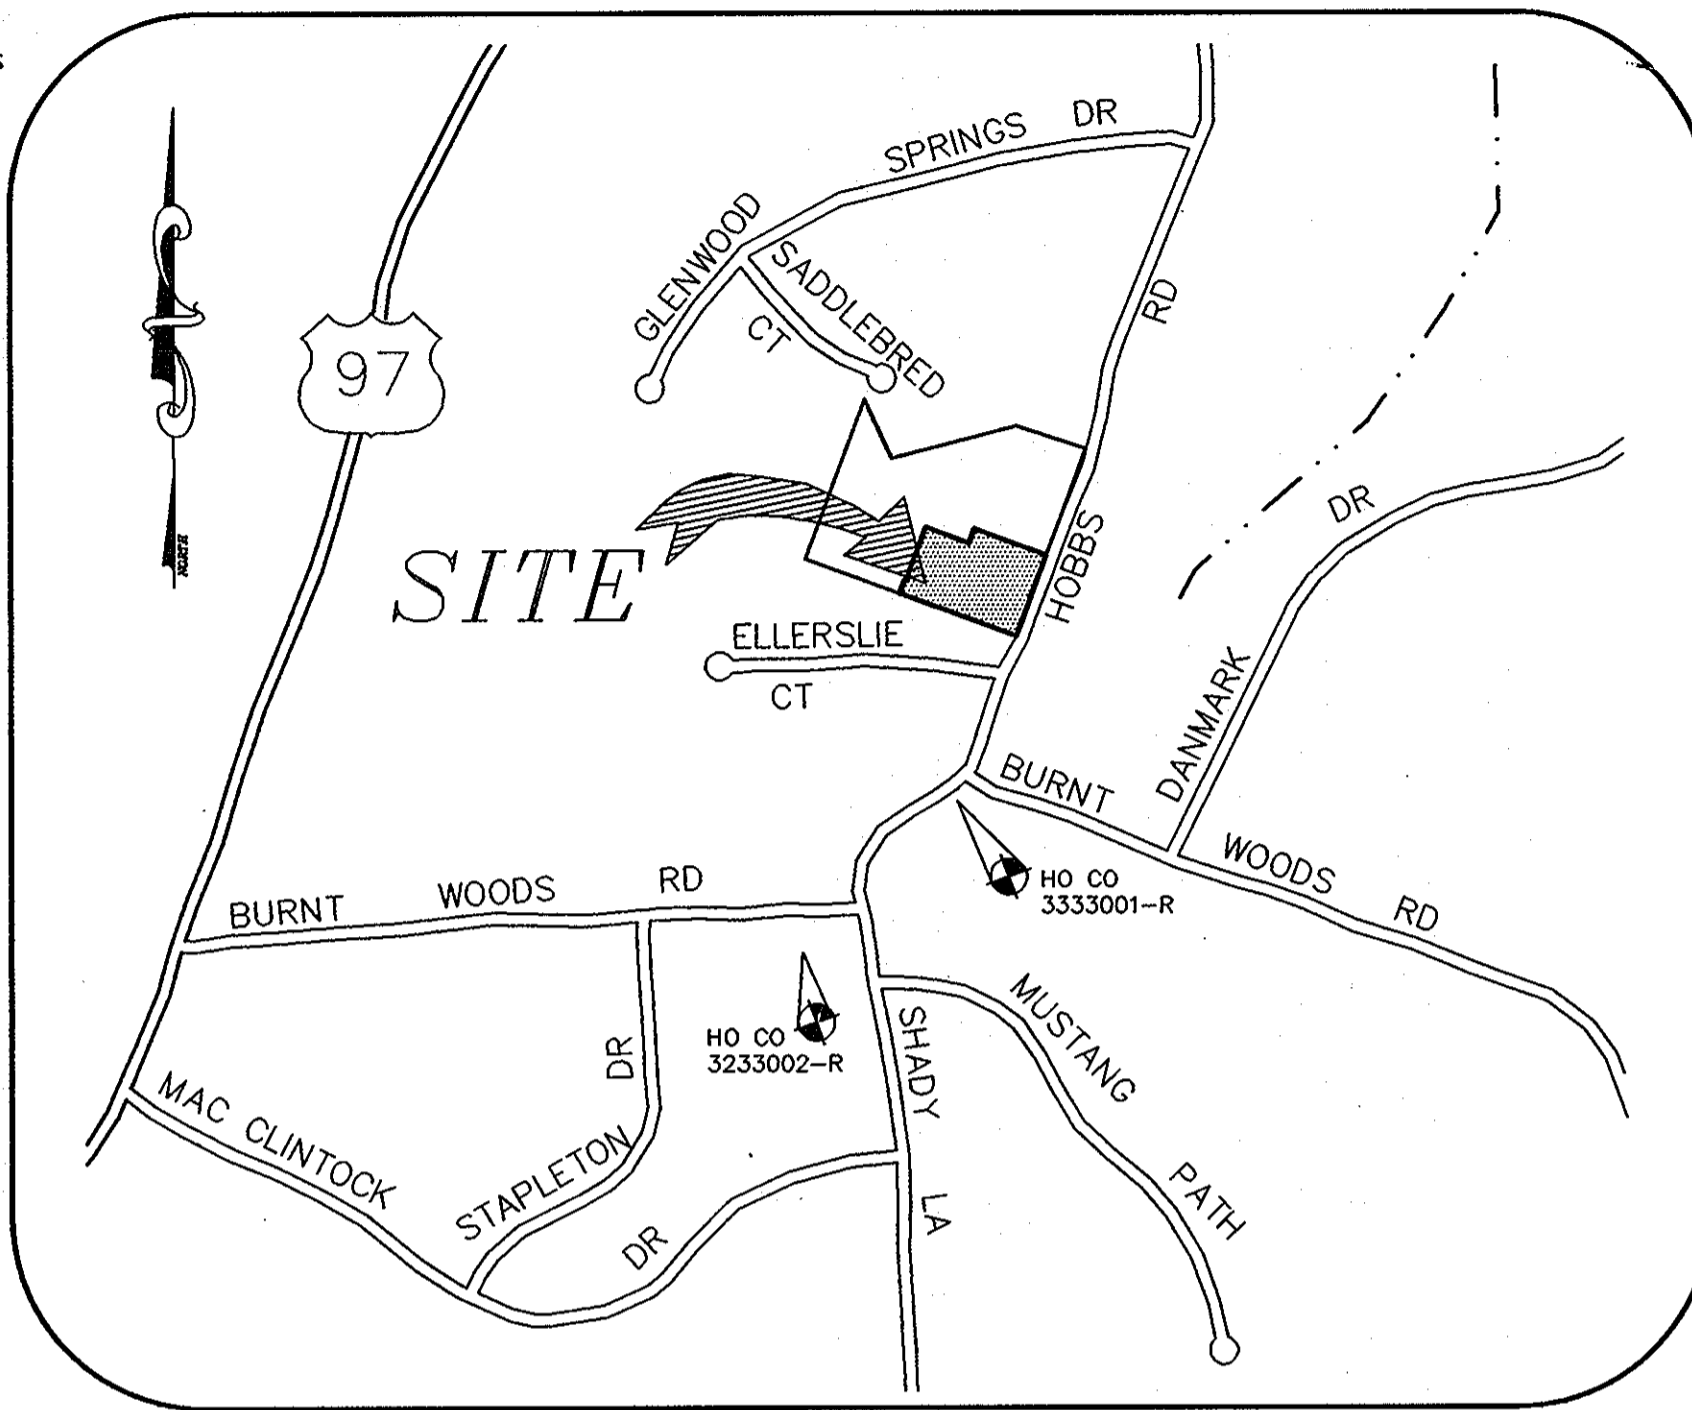 SPRINGS DR
GLENWOOD
SADDLEBRED
CT
RD
97
NORTH
DR
HOBBS
SITE
ELLERSLIE
CT
DANMARK
BURNT
WOODS
RD
HO CO
3333001-R
BURNT WOODS RD
MUSTANG
PATH
HO CO
3233002-R
SHADY
LA
DR
STAPLETON
MAC CLINTOCK
DR